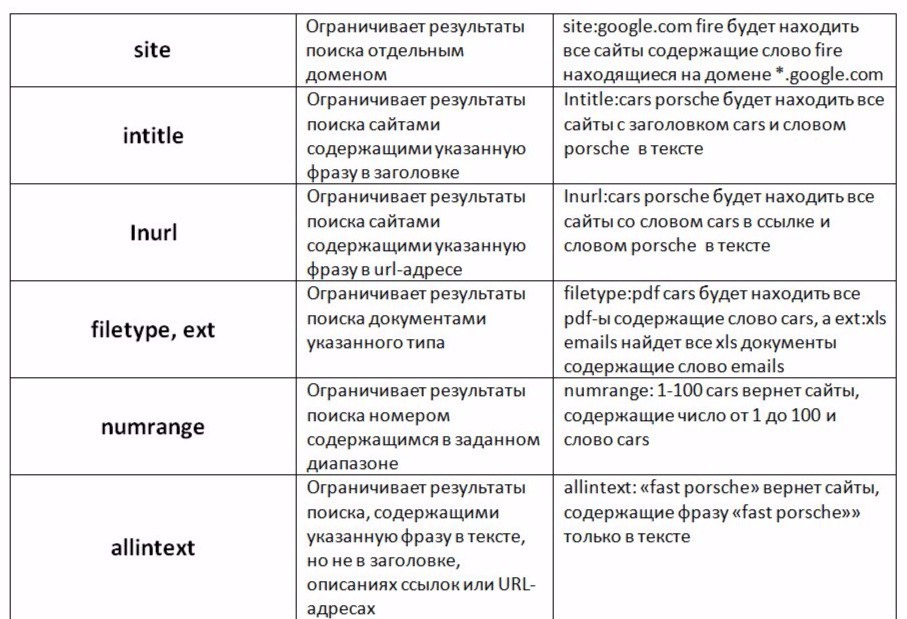 site
Ограничивает результаты
поиска отдельным
доменом
site:google.com fire будет находить
все сайты содержащие слово fire
находящиеся на домене *.google.com
intitle
Ограничивает результаты
поиска сайтами
содержащими указанную
фразу в заголовке
Intitle:cars porsche будет находить все
сайты с заголовком cars и словом
porsche в тексте
Inurl
Ограничивает результаты
поиска сайтами
содержащими указанную
фразу в url-адресе
Inurl:cars porsche будет находить все
сайты со словом cars в ссылке и
словом porsche в тексте
filetype, ext
Ограничивает результаты
поиска документами
указанного типа
filetype:pdf cars будет находить все
pdf-ы содержащие слово cars, а ext:xls
emails найдет все xls документы
содержащие слово emails
numrange
Ограничивает результаты
поиска номером
содержащимся в заданном
диапазоне
numrange: 1-100 cars вернет сайты,
содержащие число от 1 до 100 и
слово cars
allintext
Ограничивает результаты
поиска, содержащими
указанную фразу в тексте,
но не в заголовке,
описаниях ссылок или URL-
адресах
allintext: «fast porsche» вернет сайты,
содержащие фразу «fast porsche»»
только в тексте